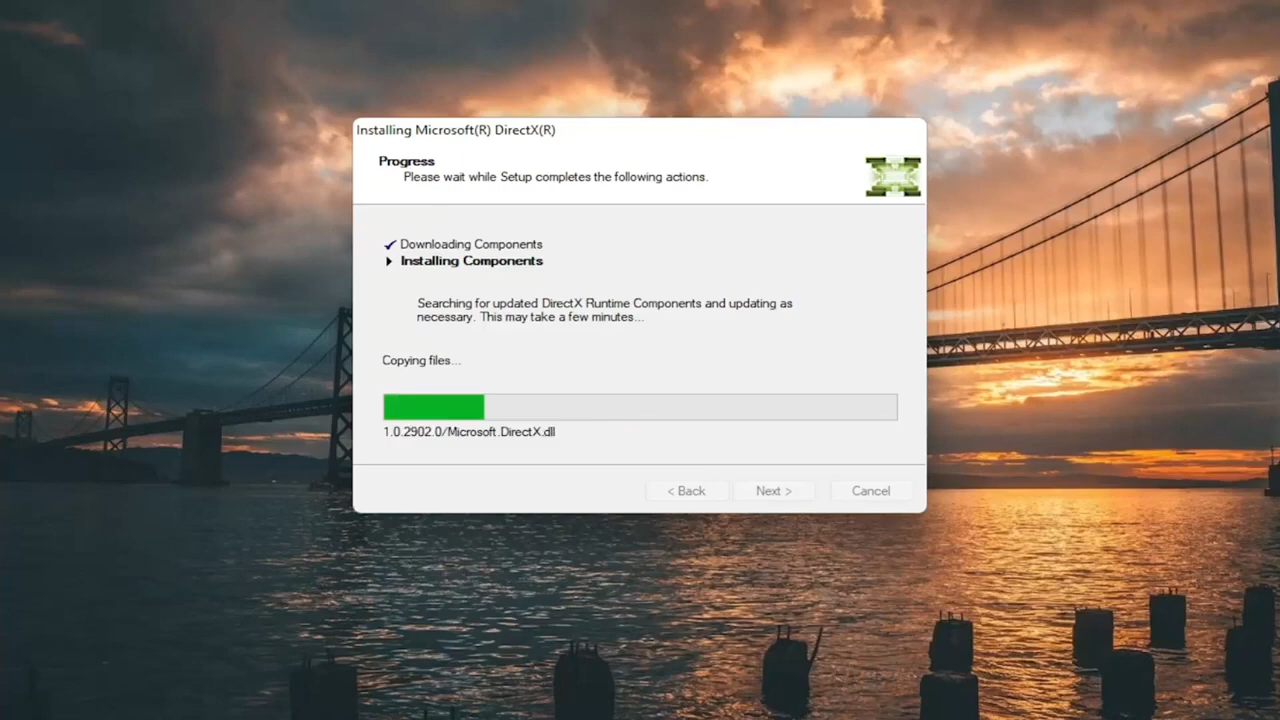 Installing Microsoft(R) DirectX(R)
Progress
Please wait while Setup completes the following actions.
Downloading Components
Installing Components
Searching for updated DirectX Runtime Components and updating as
necessary. This may take a few minutes...
Copying files...
1.0.2902.0/Microsoft.DirectX.dll
< Back
Next >
Cancel